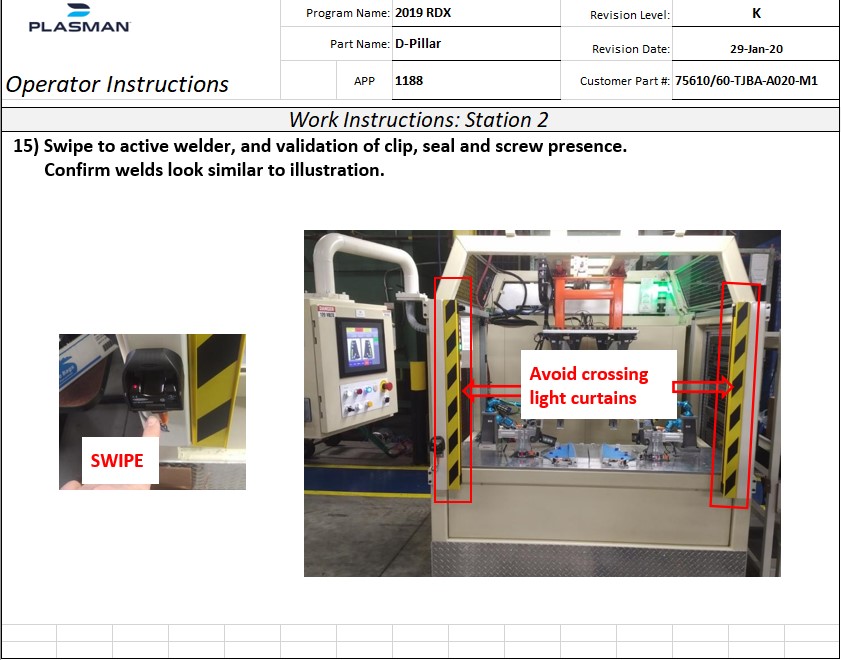 PLASMAN
Operator Instructions
Program Name: 2019 RDX
Part Name: D-Pillar
APP 1188
Revision Level: K
Revision Date: 29-Jan-20
Customer Part #: 75610/60-TJBA-A020-M1
Work Instructions: Station 2
15) Swipe to active welder, and validation of clip, seal and screw presence.
Confirm welds look similar to illustration.
SWIPE
DANGER
Avoid crossing
light curtains